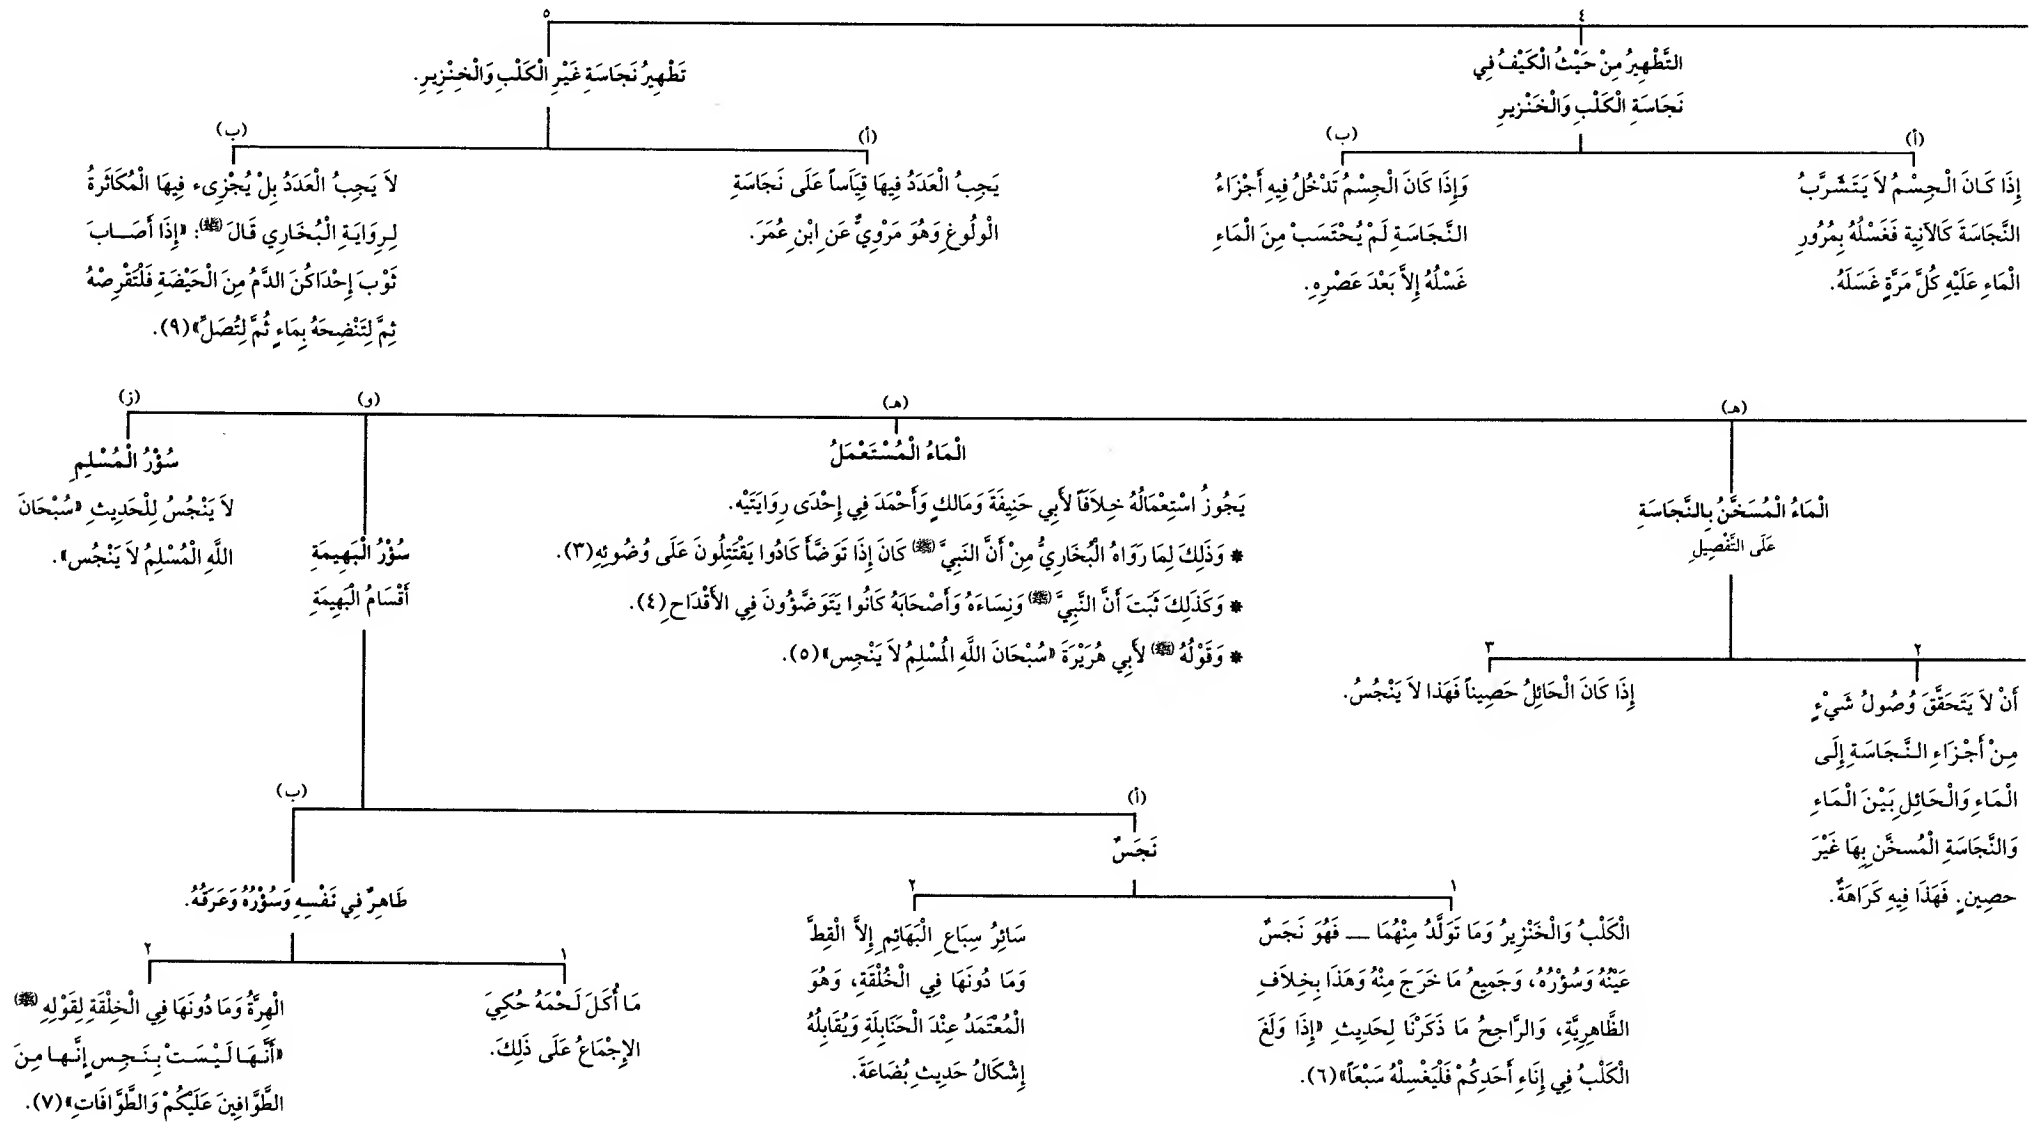 ٤
التَّطْهِيرُ مِنْ حَيْثُ الْكَيْفُ فِي
نَجَاسَةِ الْكَلْبِ وَالْخَنْزِيرِ
(أ)
إِذَا كَانَ الْجِسْمُ لاَ يَتَشَرَّبُ
النَّجَاسَةَ كَالآنِيةِ فَغَسْلُهُ بِمُرُورِ
الْمَاءِ عَلَيْهِ كُلَّ مَرَّةٍ غَسَلَهُ.
(ب)
وَإِذَا كَانَ الْجِسْمُ تَدْخُلُ فِيهِ أَجْزَاءُ
النَّجَاسَةِ لَمْ يُحْتَسَبْ مِنَ الْمَاءِ
غَسْلُهُ إِلاَّ بَعْدَ عَصْرِهِ.
٥
تَطْهِيرُ نَجَاسَةِ غَيْرِ الْكَلْبِ وَالْخِنْزِيرِ.
(أ)
يَجِبُ الْعَدَدُ فِيهَا قِيَاساً عَلَى نَجَاسَةِ
الْولُوغِ وَهُوَ مَرْوِيٌّ عَنِ ابْنِ عُمَرَ.
(ب)
لاَ يَجِبُ الْعَدَدُ بِلْ يُجْزِىء فِيهَا الْمُكَاثَرةُ
لِرِوَايَةِ الْبُخَارِي قَالَ (ﷺ): «إِذَا أَصَابَ
ثَوْبَ إِحْدَاكُنَ الدَّمُ مِنَ الْحَيْضَةِ فَلْتَقْرِصْهُ
ثِمَّ لِتَنْضِحَهُ بِمَاءٍ ثُمَّ لِتُصَلِّ» (٩).
(هـ)
الْمَاءُ الْمُسَخَّنُ بِالنَّجَاسَةِ
عَلَى التَّفْصِيلِ
٢
أَنْ لاَ يَتَحَقَّقَ وُصُولُ شَيْءٍ
مِنْ أَجْزَاءِ النَّجَاسَةِ إِلَى
الْمَاءِ وَالْحَائِلِ بَيْنَ الْمَاءِ
وَالنَّجَاسَةِ الْمُسخَّنِ بِهَا غَيْرَ
حصِينٍ. فَهَذَا فِيهِ كَرَاهَةٌ.
٣
إِذَا كَانَ الْحَائِلُ حَصِيناً فَهَذا لاَ يَنْجُسُ.
(هـ)
الْمَاءُ الْمُسْتَعْمَلُ
يَجُوزُ اسْتِعْمَالُهُ خِلاَفَاً لأَبِي حَنِيفَةَ وَمَالكٍ وَأَحْمَدَ فِي إِحْدَى رِوَايَتَيْه.
* وَذَلِكَ لِمَا رَوَاهُ الْبُخَارِيُّ مِنْ أَنَّ النَبِيَّ (ﷺ) كَانَ إِذَا تَوَضَّأَ كَادُوا يَقْتَتِلُونَ عَلَى وُضُوئِهِ (٣).
* وَكَذَلِكَ ثَبَتَ أَنَّ النَّبِيَّ (ﷺ) وَنِسَاءَهُ وَأَصْحَابَهُ كَانُوا يَتَوَضَّؤُونَ فِي الأَقْدَاحِ (٤).
* وَقَوْلُهُ (ﷺ) لأَبِي هُرَيْرَةَ «سُبْحَانَ اللَّهِ الْمُسْلِمُ لاَ يَنْجِس» (٥).
(و)
سُؤْرُ الْبَهِيمَةِ
أَقْسَامُ الْبَهِيمَةِ
(ز)
سُؤْرُ الْمُسْلِمِ
لاَ يَنْجُسُ لِلْحَدِيثِ «سُبْحَانَ
اللَّهِ الْمُسْلِمُ لاَ يَنْجُس».
(أ)
نَجَسٌ
١
الْكَلْبُ وَالْخَنْزِيرُ وَمَا تَوَلَّدُ مِنْهُمَا — فَهُوَ نَجَسٌ
عَيْنُهُ وَسُؤْرُهُ، وَجَمِيعُ مَا خَرَجَ مِنْهُ وَهَذَا بِخِلاَفِ
الظَّاهِرِيَّةِ، وَالرَّاجِحُ مَا ذَكَرْنَا لِحَدِيثِ «إِذَا وَلَغَ
الْكَلْبُ فِي إِنَاءِ أَحَدِكُمْ فَلْيَغْسِلْهُ سَبْعَاً» (٦).
٢
سَائِرُ سِبَاعِ الْبَهَائِمِ إِلاَّ الْقِطَّ
وَمَا دُونَهَا فِي الْخُلْقَةِ، وَهُوَ
الْمُعْتَمَدُ عِنْدَ الْحَنَابِلَةِ وَيُقَابِلُهُ
إِشْكَالُ حَدِيثِ بُضَاعَةَ.
(ب)
طَاهِرٌ فِي نَفْسِهِ وَسُؤْرُهُ وَعَرَقُهُ.
١
مَا أُكَلَ لَحْمَهُ حُكِيَ
الإِجْمَاعُ عَلَى ذَلِكَ.
٢
الْهِرَّةُ وَمَا دُونَهَا فِي الْخِلْقَةِ لِقَوْلِهِ (ﷺ)
«أَنَّهَا لَيْسَتْ بِنَجِسٍ إِنَّها مِنَ
الطَّوَّافِينَ عَلَيْكُمْ وَالطَّوَّافَاتِ» (٧).